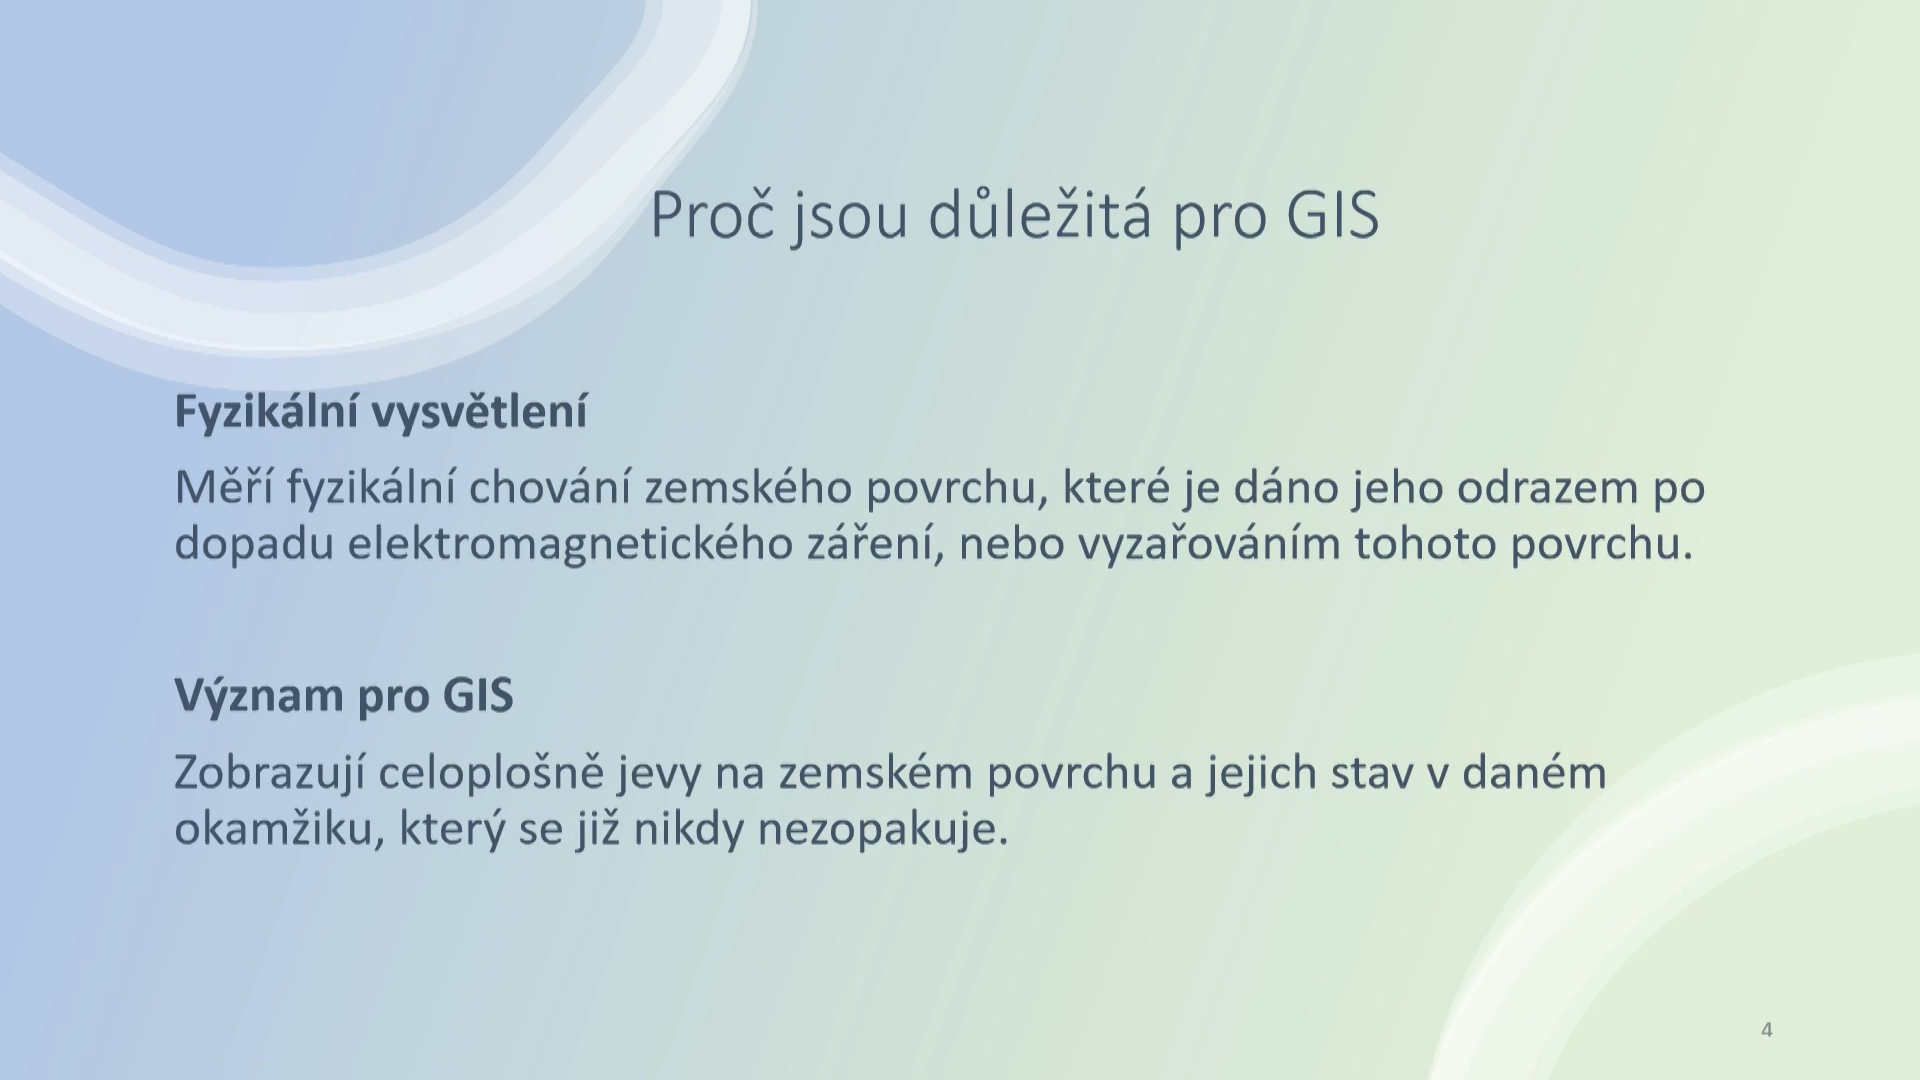 Proč jsou důležitá pro GIS
Fyzikální vysvětlení
Měří fyzikální chování zemského povrchu, které je dáno jeho odrazem po
dopadu elektromagnetického záření, nebo vyzařováním tohoto povrchu.
Význam pro GIS
Zobrazují celoplošně jevy na zemském povrchu a jejich stav v daném
okamžiku, který se již nikdy nezopakuje.
4